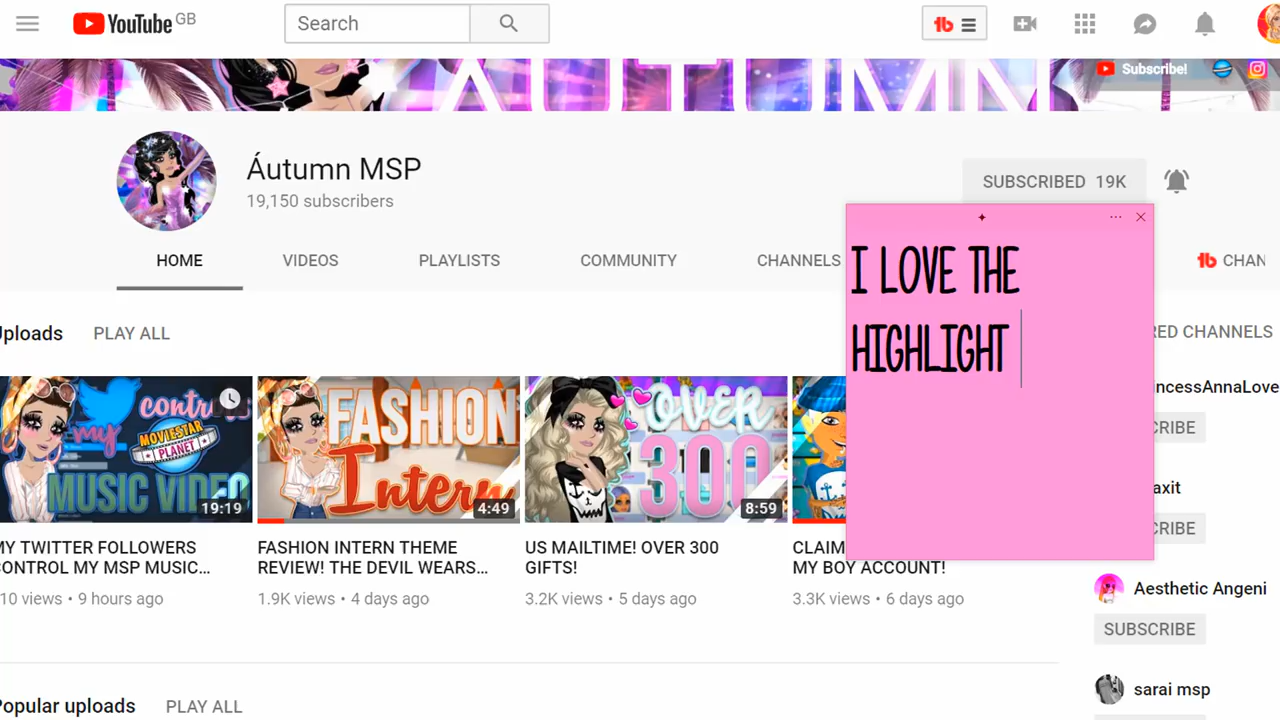 YouTube GB
Search
AUTUMN
Subscribe!
Áutumn MSP
19,150 subscribers
SUBSCRIBED 19K
HOME
VIDEOS
PLAYLISTS
COMMUNITY
CHANNELS
CHAN
I LOVE THE
HIGHLIGHT
Uploads
PLAY ALL
RED CHANNELS
contr
my
MOVIESTAR
PLANET
MUSIC VIDEO
19:19
FASHION
Intern
4:49
OVER
300
8:59
MY TWITTER FOLLOWERS
CONTROL MY MSP MUSIC...
10 views • 9 hours ago
FASHION INTERN THEME
REVIEW! THE DEVIL WEARS...
1.9K views • 4 days ago
US MAILTIME! OVER 300
GIFTS!
3.2K views • 5 days ago
CLAIM
MY BOY ACCOUNT!
3.3K views • 6 days ago
incessAnnaLove
CRIBE
axit
CRIBE
Aesthetic Angeni
SUBSCRIBE
sarai msp
Popular uploads
PLAY ALL